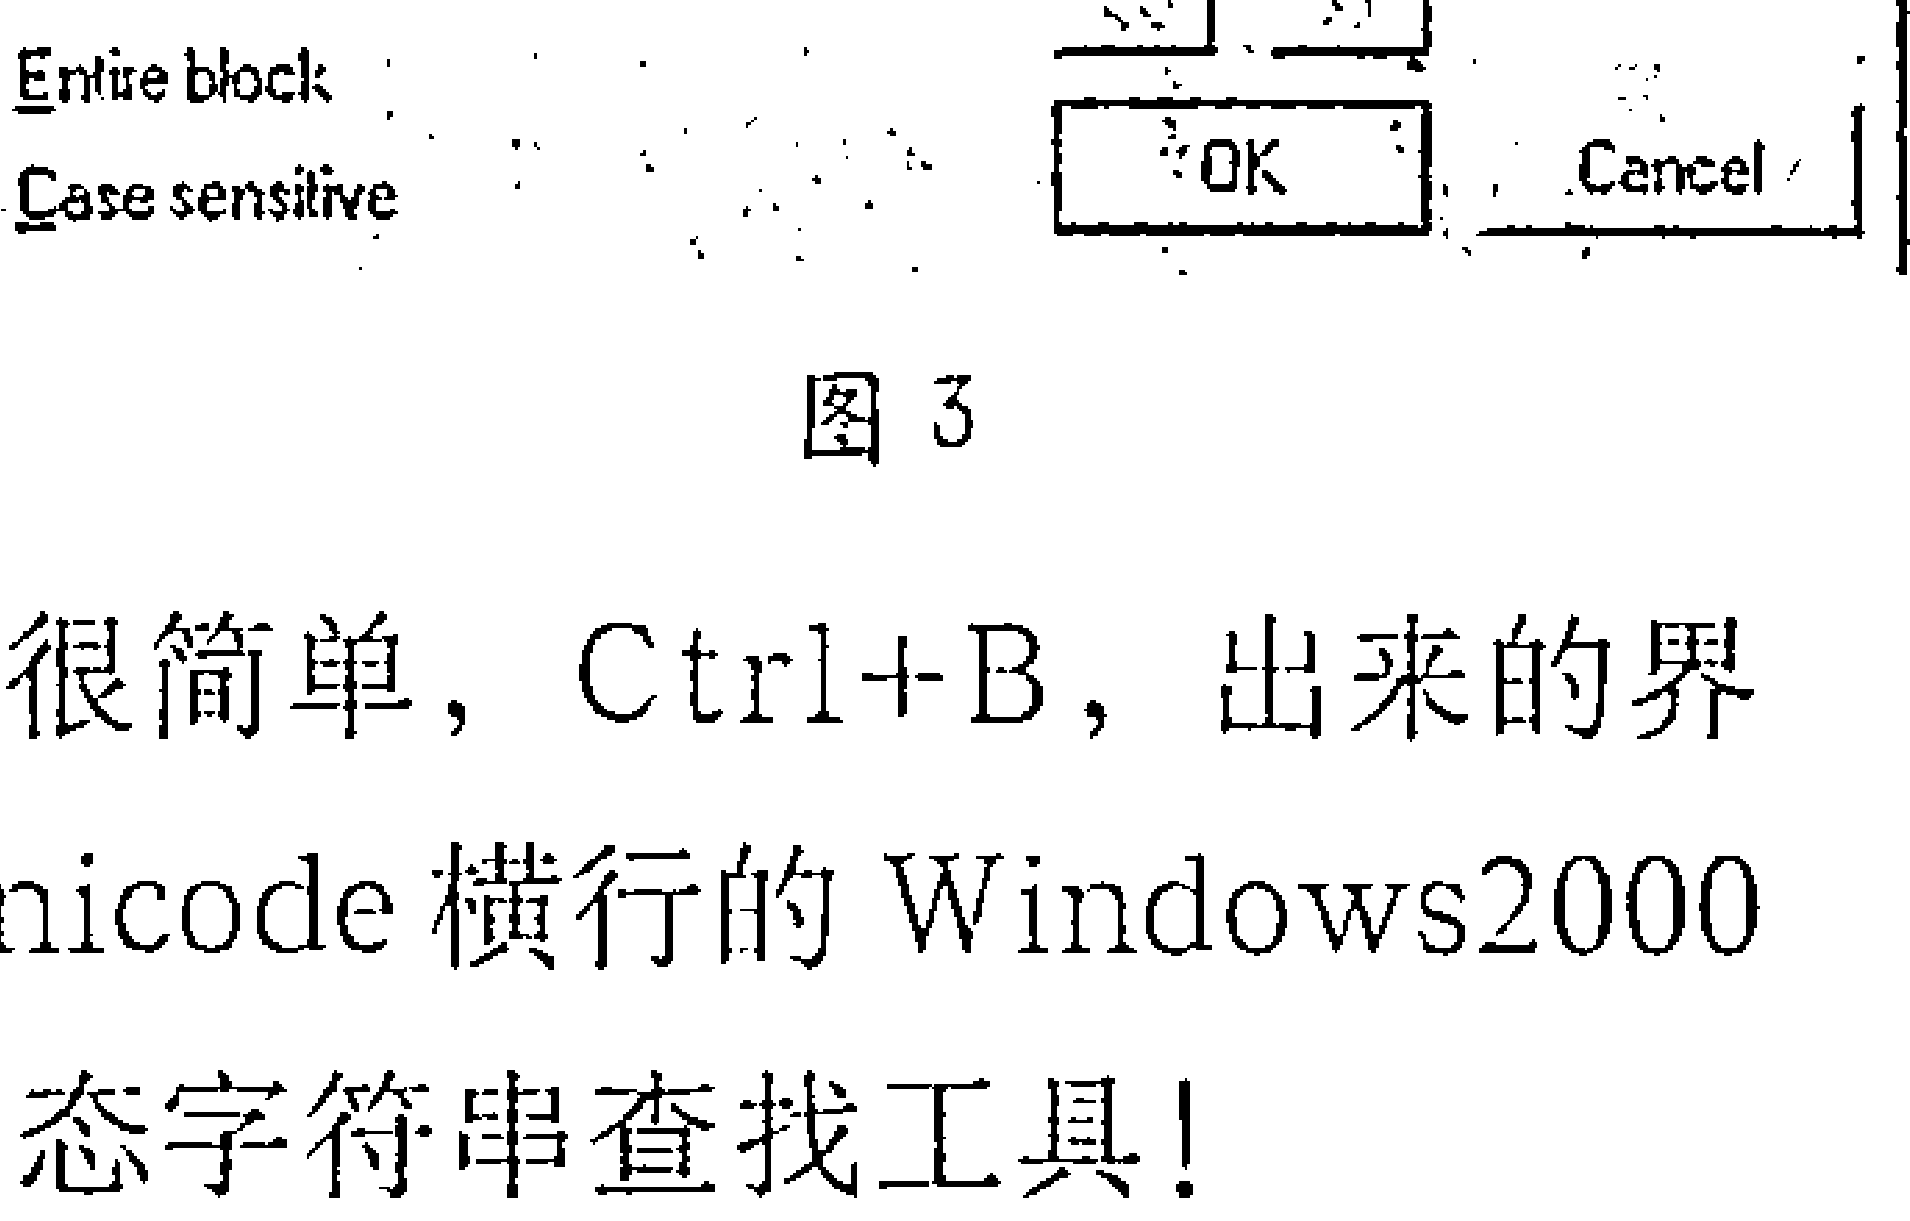 Entire block
OK Cancel
Case sensitive
图 3
很简单，Ctrl+B，出来的界
nicode 横行的 Windows2000
态字符串查找工具！